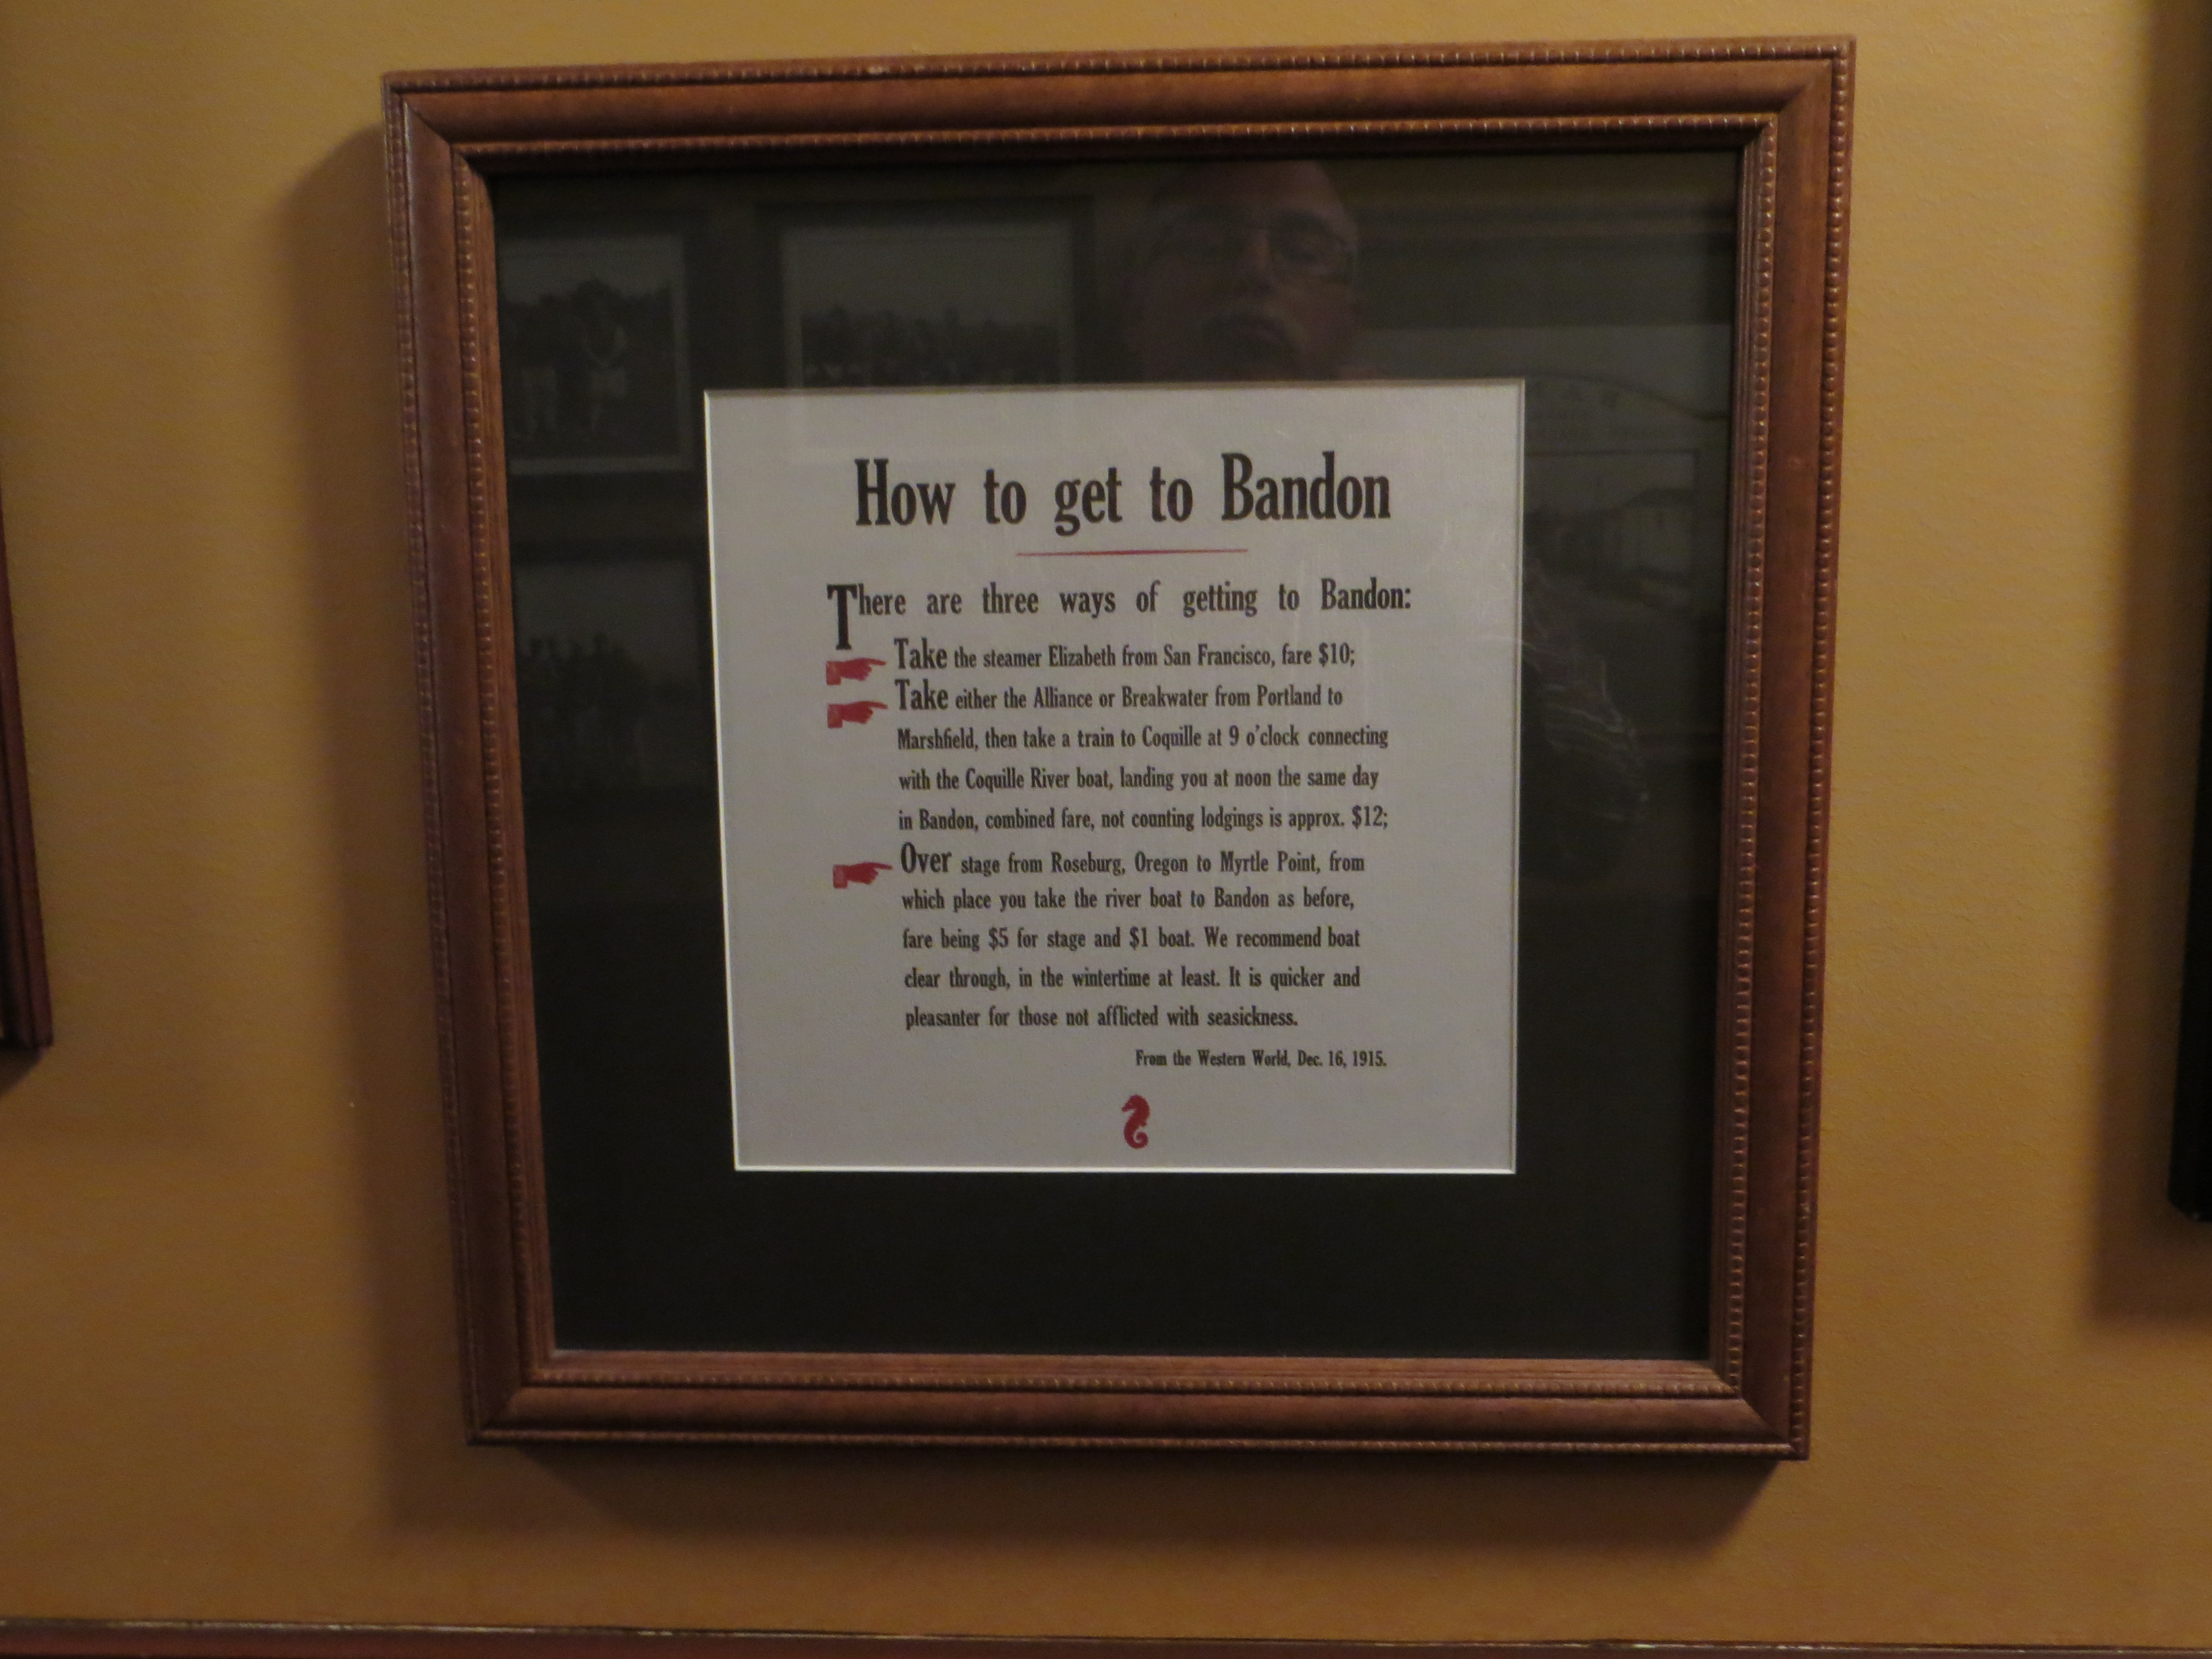 How to get to Bandon
There are three ways of getting to Bandon:
Take the steamer Elizabeth from San Francisco, fare $10;
Take either the Alliance or Breakwater from Portland to
Marshfield, then take a train to Coquille at 9 o'clock connecting
with the Coquille River boat, landing you at noon the same day
in Bandon, combined fare, not counting lodgings is approx. $12;
Over stage from Roseburg, Oregon to Myrtle Point, from
which place you take the river boat to Bandon as before,
fare being $5 for stage and $1 boat. We recommend boat
clear through, in the wintertime at least. It is quicker and
pleasanter for those not afflicted with seasickness.
From the Western World, Dec. 16, 1915.